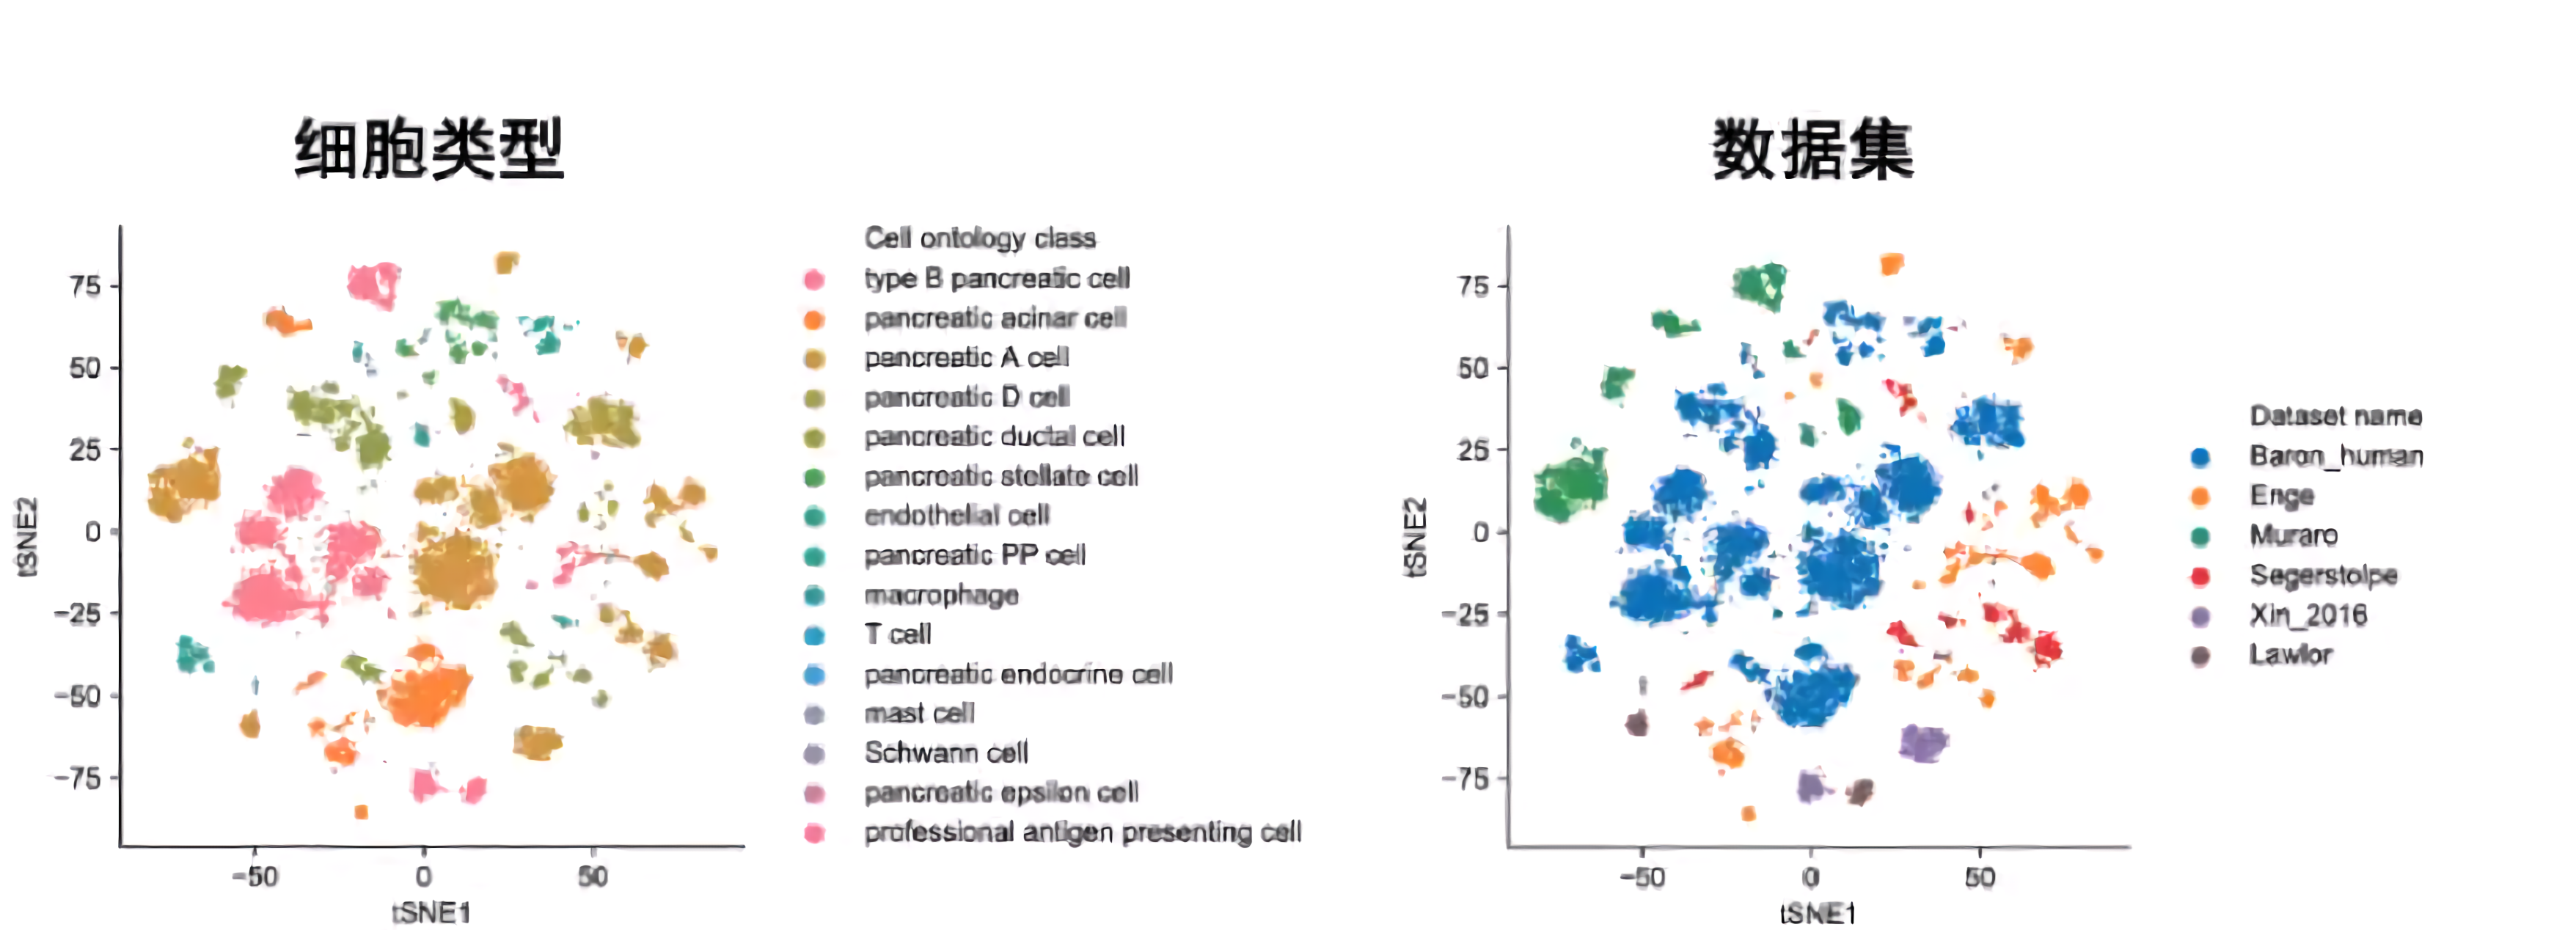 细胞类型
75
50
25
0
−25
−50
−75
−50
0
50
tSNE2
tSNE1
Cell ontology class
type B pancreatic cell
pancreatic acinar cell
pancreatic A cell
pancreatic D cell
pancreatic ductal cell
pancreatic stellate cell
endothelial cell
pancreatic PP cell
macrophage
T cell
pancreatic endocrine cell
mast cell
Schwann cell
pancreatic epsilon cell
professional antigen presenting cell
数据集
75
50
25
0
−25
−50
−75
−50
0
50
tSNE2
tSNE1
Dataset name
Baron_human
Enge
Muraro
Segerstolpe
Xin_2016
Lawlor